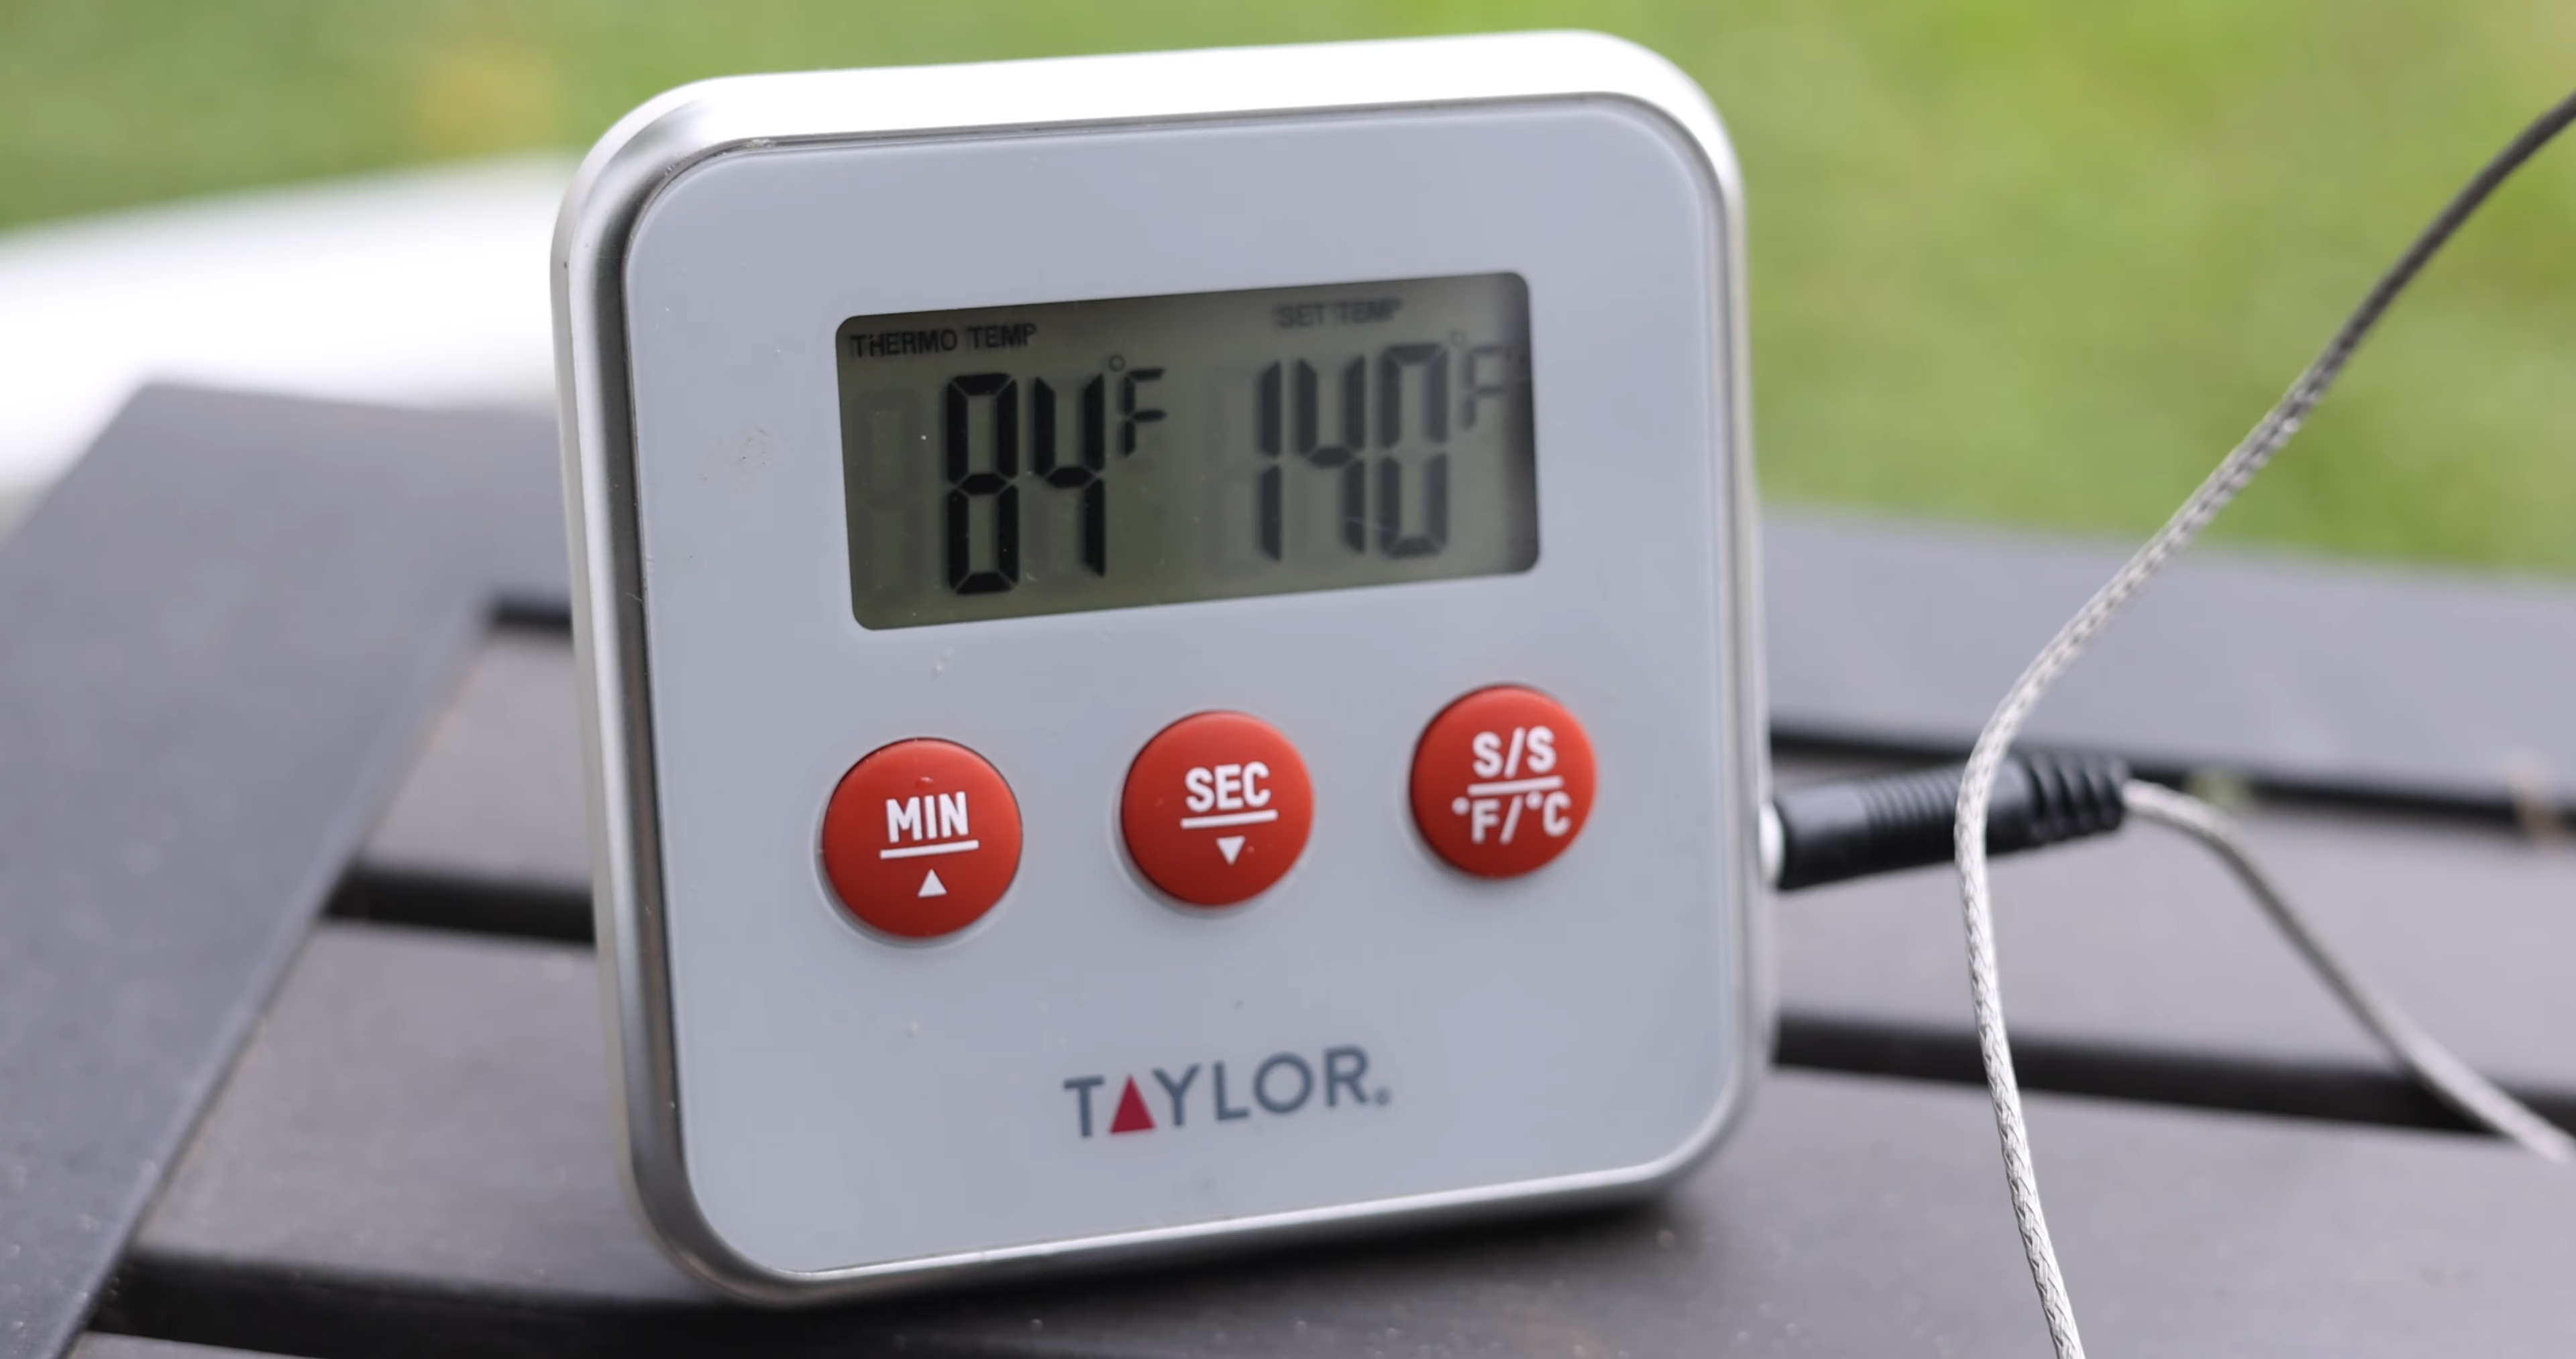 THERMO TEMP SET TEMP
84°F 140°F
MIN SEC S/S
▲ ▼ °F/°C
TAYLOR®